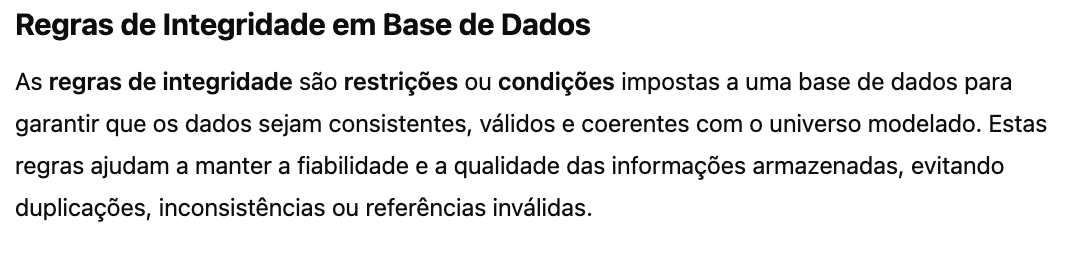 Regras de Integridade em Base de Dados
As regras de integridade são restrições ou condições impostas a uma base de dados para
garantir que os dados sejam consistentes, válidos e coerentes com o universo modelado. Estas
regras ajudam a manter a fiabilidade e a qualidade das informações armazenadas, evitando
duplicações, inconsistências ou referências inválidas.